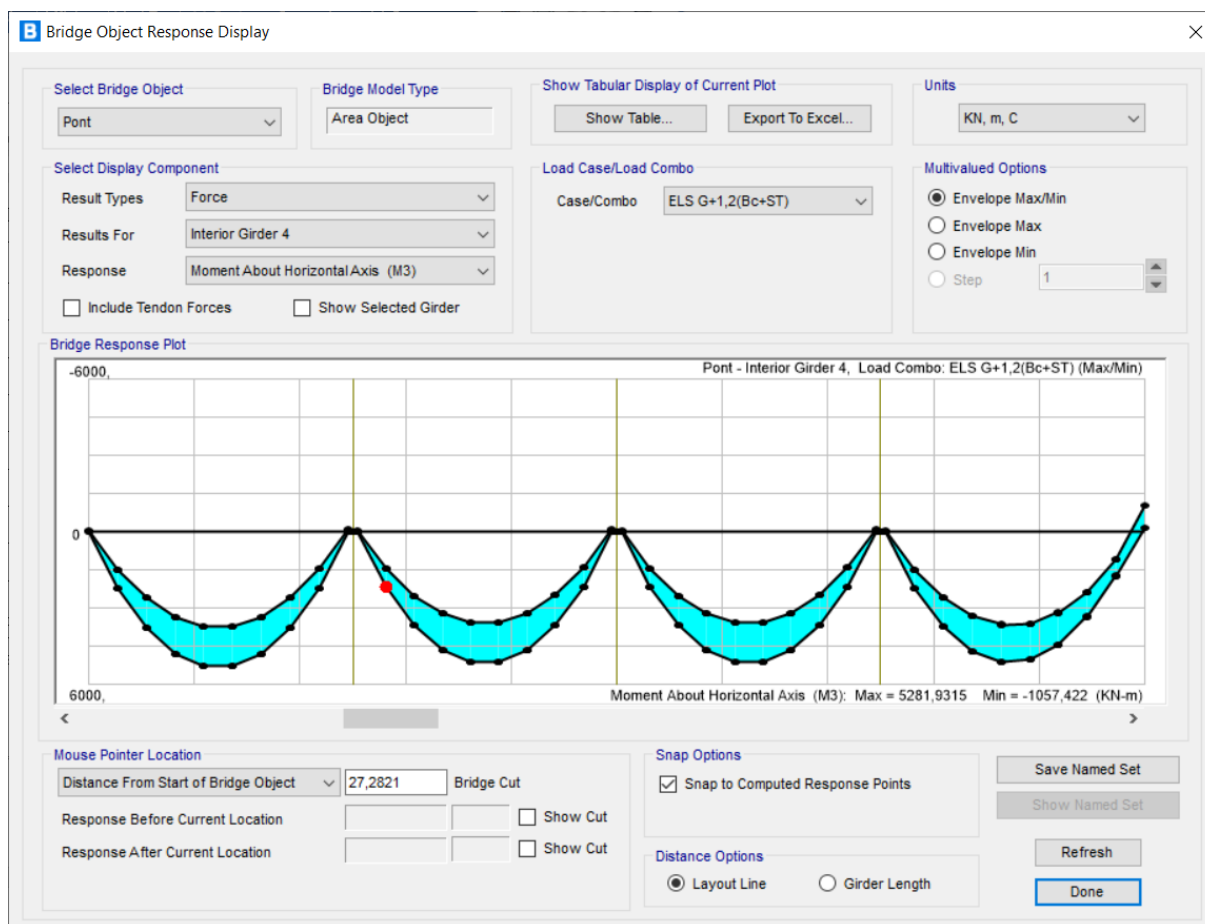 B Bridge Object Response Display
Select Bridge Object
Pont
Bridge Model Type
Area Object
Show Tabular Display of Current Plot
Show Table...
Export To Excel...
Units
KN, m, C
Select Display Component
Result Types
Force
Results For
Interior Girder 4
Response
Moment About Horizontal Axis (M3)
Include Tendon Forces
Show Selected Girder
Load Case/Load Combo
Case/Combo
ELS G+1,2(Bc+ST)
Multivalued Options
Envelope Max/Min
Envelope Max
Envelope Min
Step
1
Bridge Response Plot
-6000,
Pont - Interior Girder 4, Load Combo: ELS G+1,2(Bc+ST) (Max/Min)
0
6000,
Moment About Horizontal Axis (M3): Max = 5281,9315 Min = -1057,422 (KN-m)
Mouse Pointer Location
Distance From Start of Bridge Object
27,2821
Bridge Cut
Response Before Current Location
Show Cut
Response After Current Location
Show Cut
Snap Options
Snap to Computed Response Points
Distance Options
Layout Line
Girder Length
Save Named Set
Show Named Set
Refresh
Done